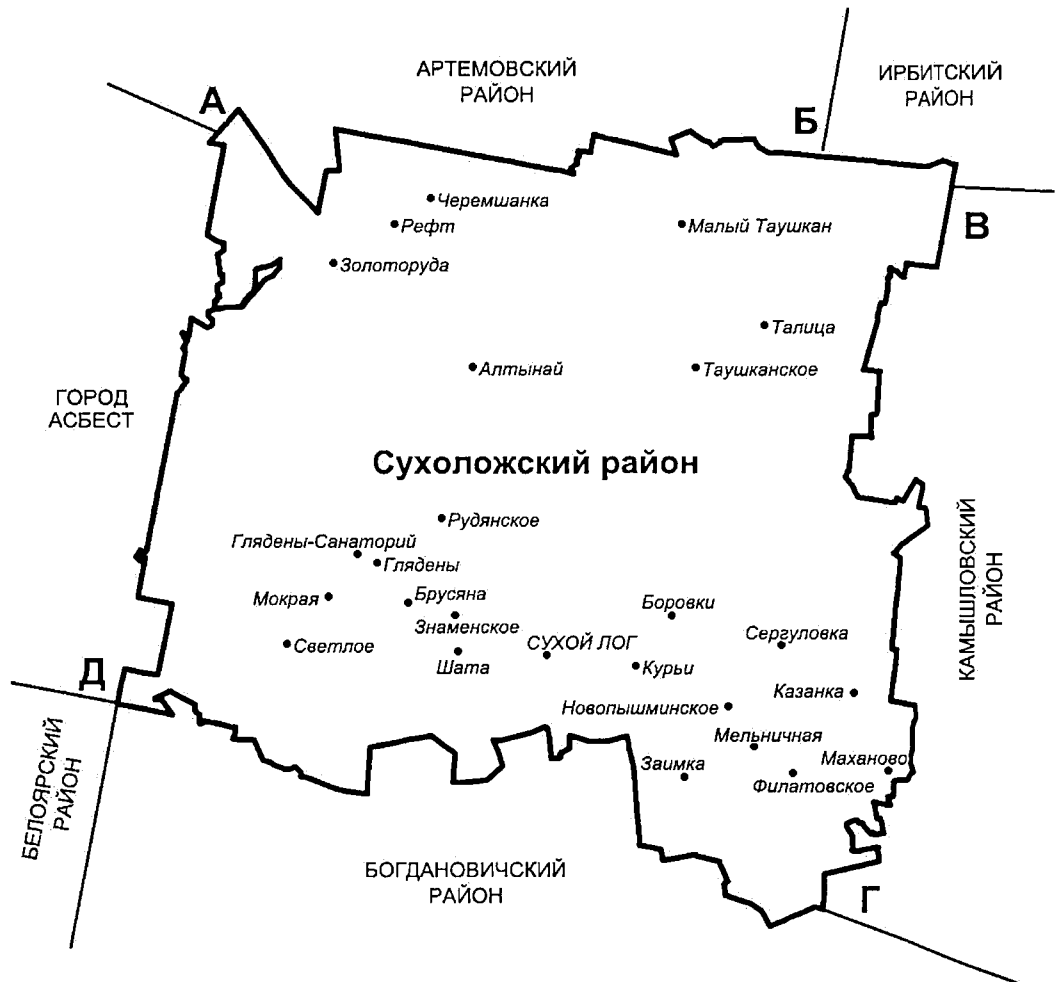 АРТЕМОВСКИЙ
РАЙОН
ИРБИТСКИЙ
РАЙОН
А
Б
Черемшанка
Рефт
Малый Таушкан
В
Золоторуда
Талица
Алтынай
Таушканское
ГОРОД
АСБЕСТ
Сухоложский район
Рудянское
Глядены-Санаторий
Глядены
КАМЫШЛОВСКИЙ
РАЙОН
Мокрая
Брусяна
Боровки
Знаменское
Сергуловка
Светлое
СУХОЙ ЛОГ
Шата
Курьи
Д
Казанка
Новопышминское
Мельничная
Заимка
Маханово
Филатовское
БЕЛОЯРСКИЙ
РАЙОН
БОГДАНОВИЧСКИЙ
РАЙОН
Г